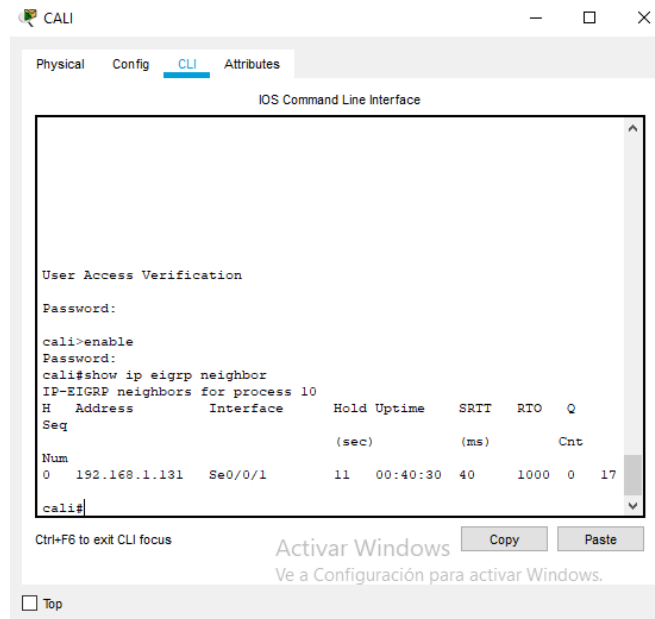 CALI
Physical Config CLI Attributes
IOS Command Line Interface
User Access Verification
Password:
cali>enable
Password:
cali#show ip eigrp neighbor
IP-EIGRP neighbors for process 10
H   Address         Interface      Hold Uptime    SRTT   RTO   Q
Seq
                                   (sec)          (ms)        Cnt
Num
0   192.168.1.131   Se0/0/1        11   00:40:30  40     1000  0   17
cali#
Ctrl+F6 to exit CLI focus
Copy Paste
Activar Windows
Ve a Configuración para activar Windows.
Top